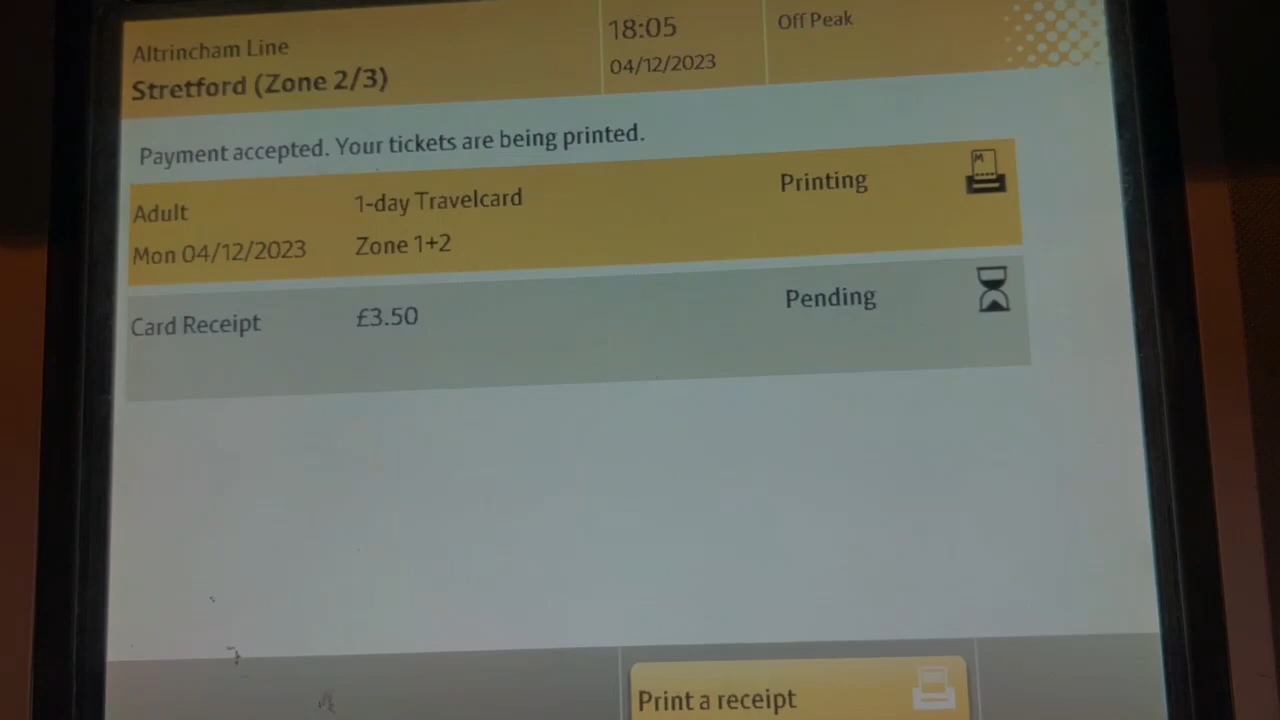 Altrincham Line
Stretford (Zone 2/3)
18:05
04/12/2023
Off Peak
Payment accepted. Your tickets are being printed.
Adult
1-day Travelcard
Printing
M
Mon 04/12/2023
Zone 1+2
Card Receipt
£3.50
Pending
Print a receipt